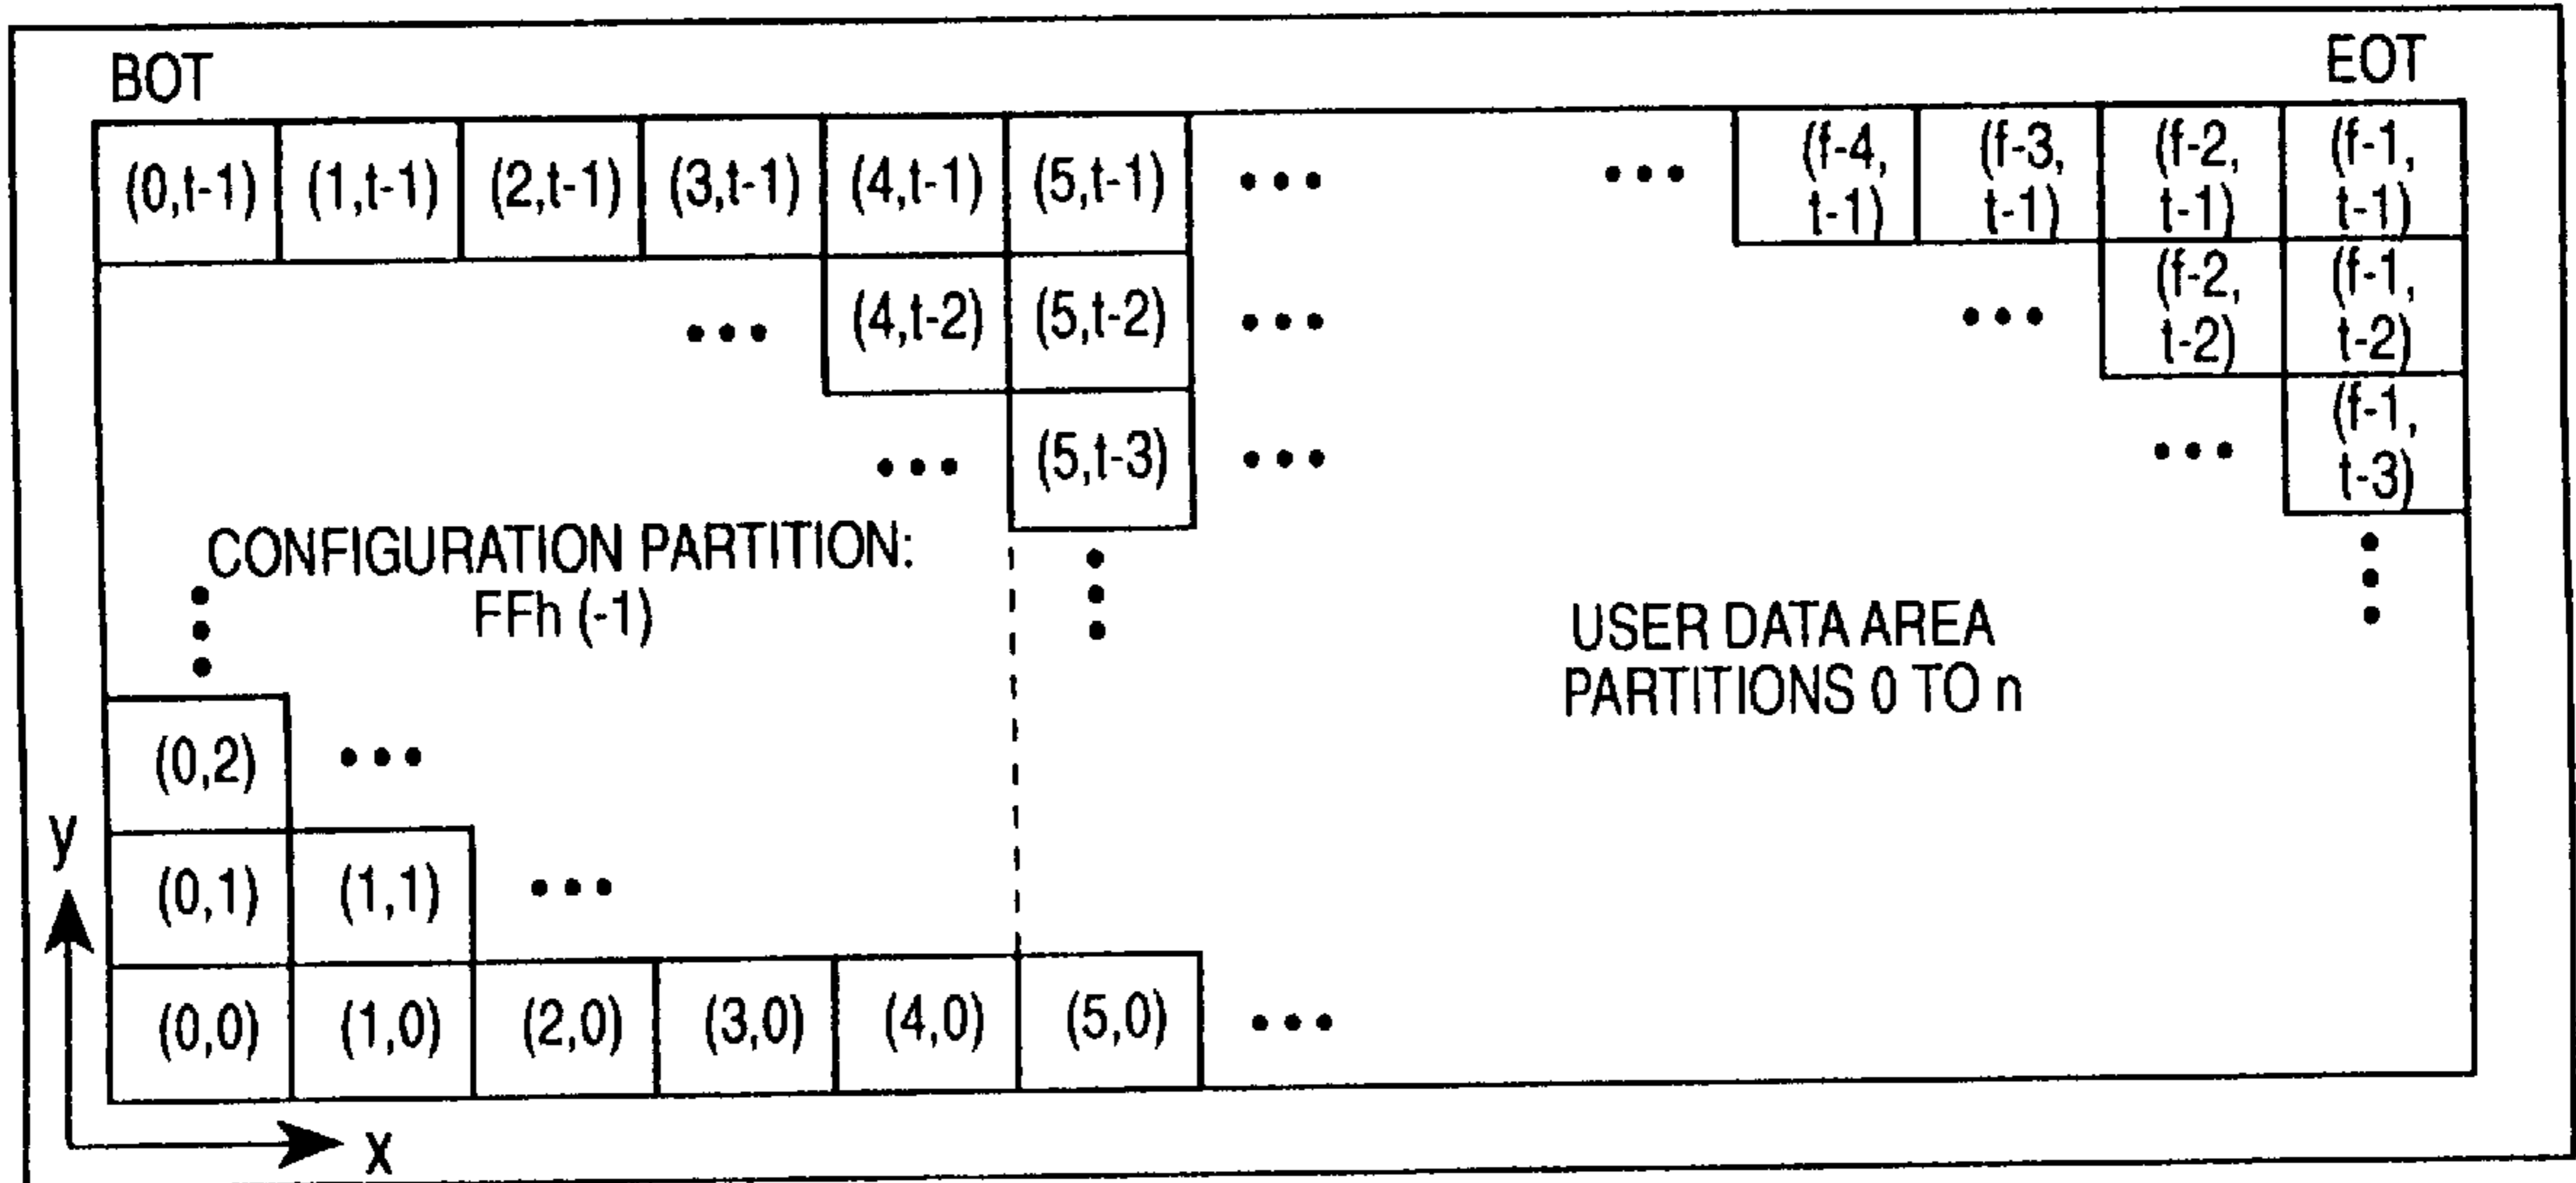 BOT EOT
(0,t-1) (1,t-1) (2,t-1) (3,t-1) (4,t-1) (5,t-1) ••• ••• (f-4, t-1) (f-3, t-1) (f-2, t-1) (f-1, t-1)
••• (4,t-2) (5,t-2) ••• ••• (f-2, t-2) (f-1, t-2)
••• (5,t-3) ••• ••• (f-1, t-3)
CONFIGURATION PARTITION:
FFh (-1)
USER DATA AREA
PARTITIONS 0 TO n
(0,2) •••
y
(0,1) (1,1) •••
(0,0) (1,0) (2,0) (3,0) (4,0) (5,0) •••
x